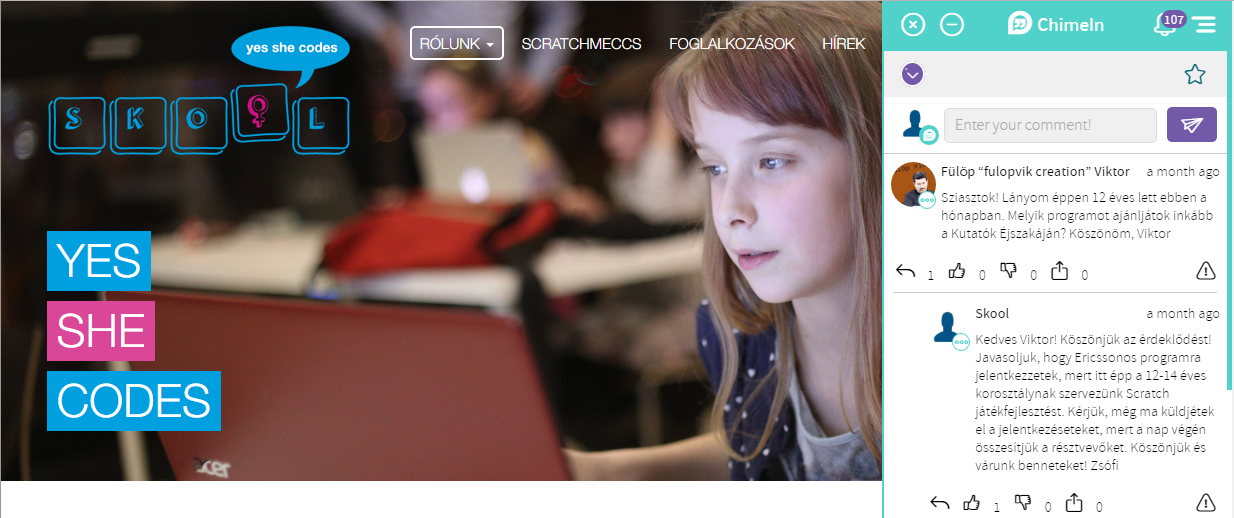 yes she codes
SKOOL
RÓLUNK
SCRATCHMECCS
FOGLALKOZÁSOK
HÍREK
YES
SHE
CODES
acer
ChimeIn
107
Enter your comment!
Fülöp “fulopvik creation” Viktor
a month ago
Sziasztok! Lányom éppen 12 éves lett ebben a
hónapban. Melyik programot ajánljátok inkább
a Kutatók Éjszakáján? Köszönöm, Viktor
1 0 0 0
Skool
a month ago
Kedves Viktor! Köszönjük az érdeklődést!
Javasoljuk, hogy Ericssonos programra
jelentkezzetek, mert itt épp a 12-14 éves
korosztálynak szervezünk Scratch
játékfejlesztést. Kérjük, még ma küldjétek
el a jelentkezéseteket, mert a nap végén
összesítjük a résztvevőket. Köszönjük és
várunk benneteket! Zsófi
1 0 0